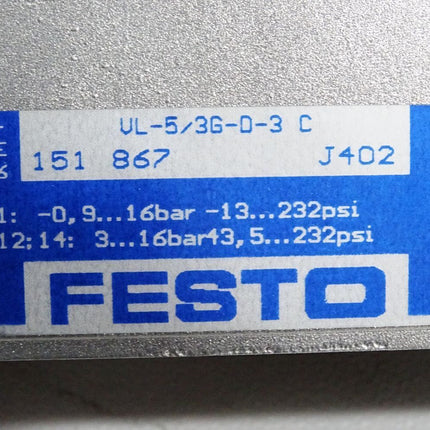 VL-5/3G-D-3 C
151 867 J402
1: -0,9...16bar -13...232psi
12;14: 3...16bar43,5...232psi
FESTO